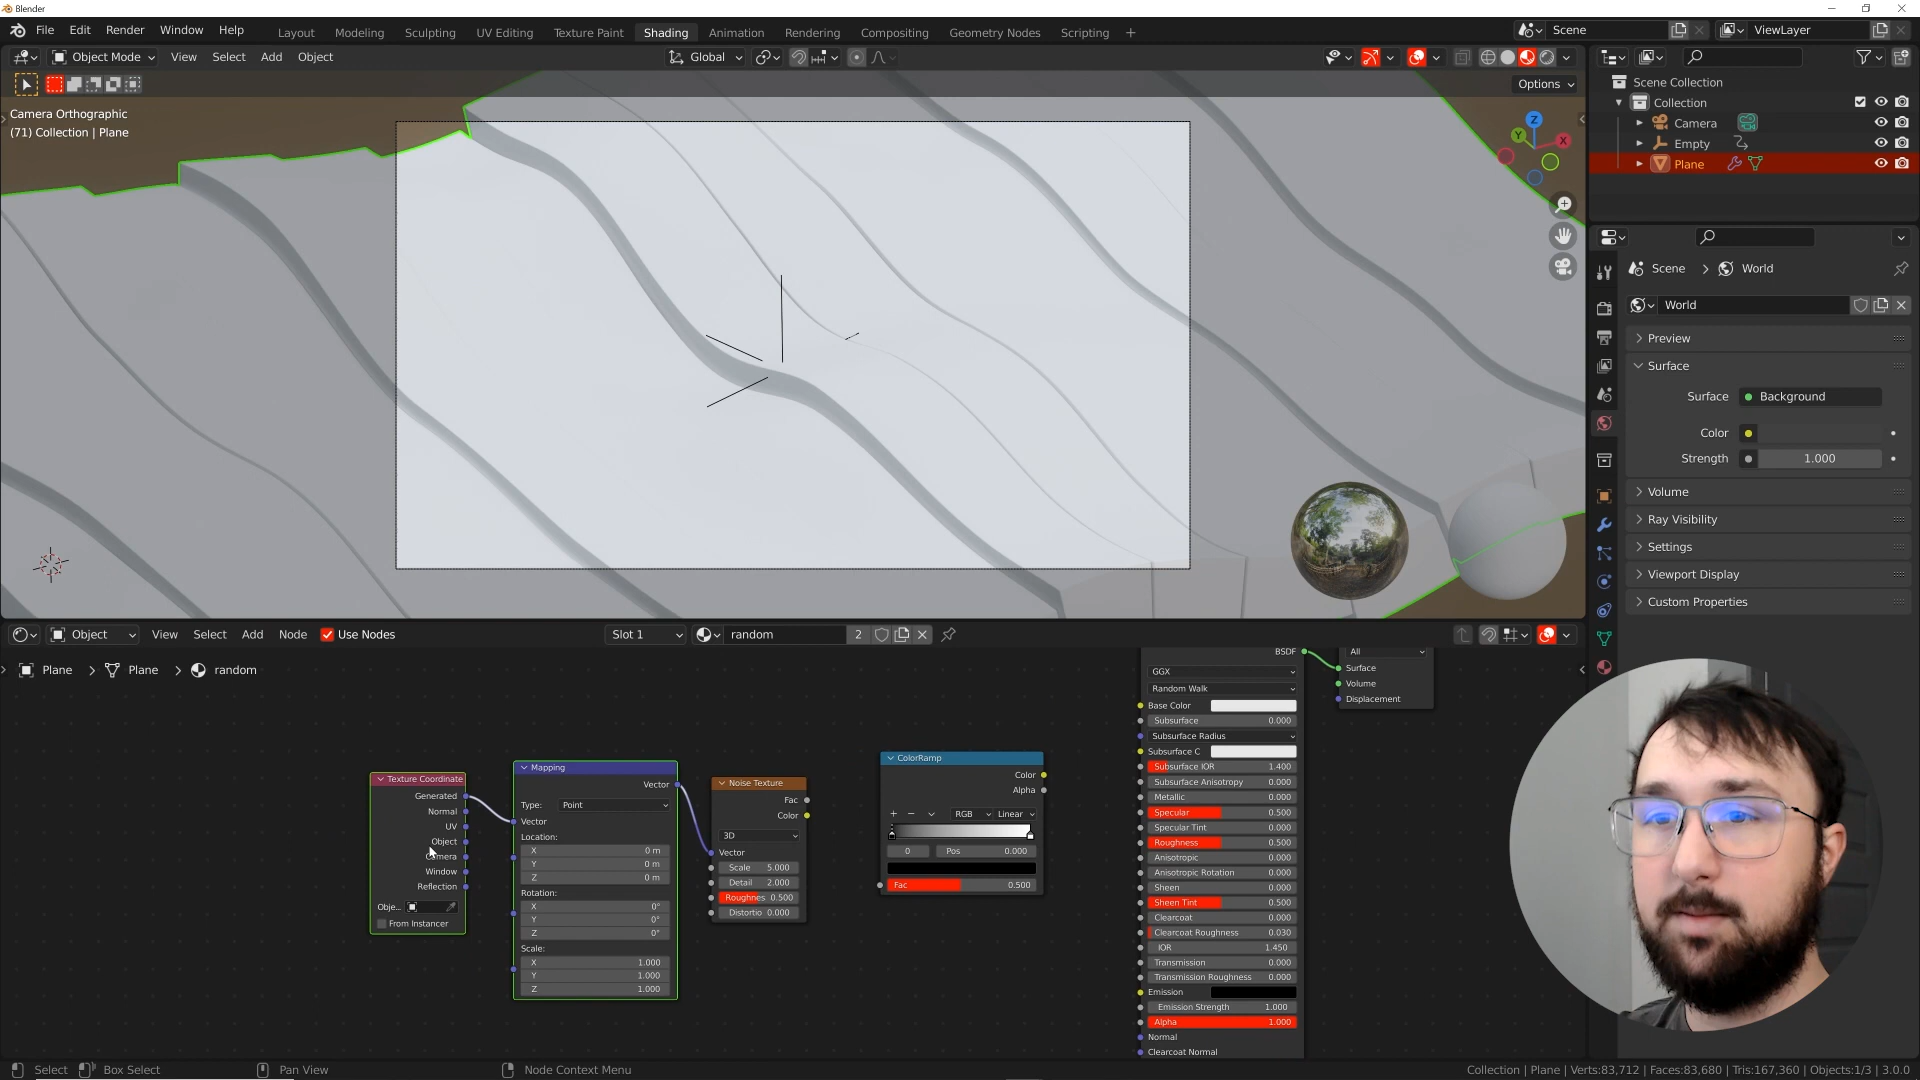 Blender
File Edit Render Window Help Layout Modeling Sculpting UV Editing Texture Paint Shading Animation Rendering Compositing Geometry Nodes Scripting + Scene ViewLayer
Object Mode View Select Add Object Global
Options
Camera Orthographic
(71) Collection | Plane
Z
Y
X
Scene Collection
Collection
Camera
Empty
Plane
Scene > World
World
Preview
Surface
Surface Background
Color
Strength 1.000
Volume
Ray Visibility
Settings
Viewport Display
Custom Properties
Object View Select Add Node Use Nodes Slot 1 random 2
Plane > Plane > random
Texture Coordinate
Generated
Normal
UV
Object
Camera
Window
Reflection
Obje...
From Instancer
Mapping
Vector
Type: Point
Vector
Location:
X 0 m
Y 0 m
Z 0 m
Rotation:
X 0°
Y 0°
Z 0°
Scale:
X 1.000
Y 1.000
Z 1.000
Noise Texture
Fac
Color
3D
Vector
Scale 5.000
Detail 2.000
Roughnes 0.500
Distortio 0.000
ColorRamp
Color
Alpha
+ − RGB Linear
0 Pos 0.000
Fac 0.500
BSDF
GGX
Random Walk
Base Color
Subsurface 0.000
Subsurface Radius
Subsurface C
Subsurface IOR 1.400
Subsurface Anisotropy 0.000
Metallic 0.000
Specular 0.500
Specular Tint 0.000
Roughness 0.500
Anisotropic 0.000
Anisotropic Rotation 0.000
Sheen 0.000
Sheen Tint 0.500
Clearcoat 0.000
Clearcoat Roughness 0.030
IOR 1.450
Transmission 0.000
Transmission Roughness 0.000
Emission
Emission Strength 1.000
Alpha 1.000
Normal
Clearcoat Normal
All
Surface
Volume
Displacement
Select Box Select Pan View Node Context Menu Collection | Plane | Verts:83,712 | Faces:83,680 | Tris:167,360 | Objects:1/3 | 3.0.0